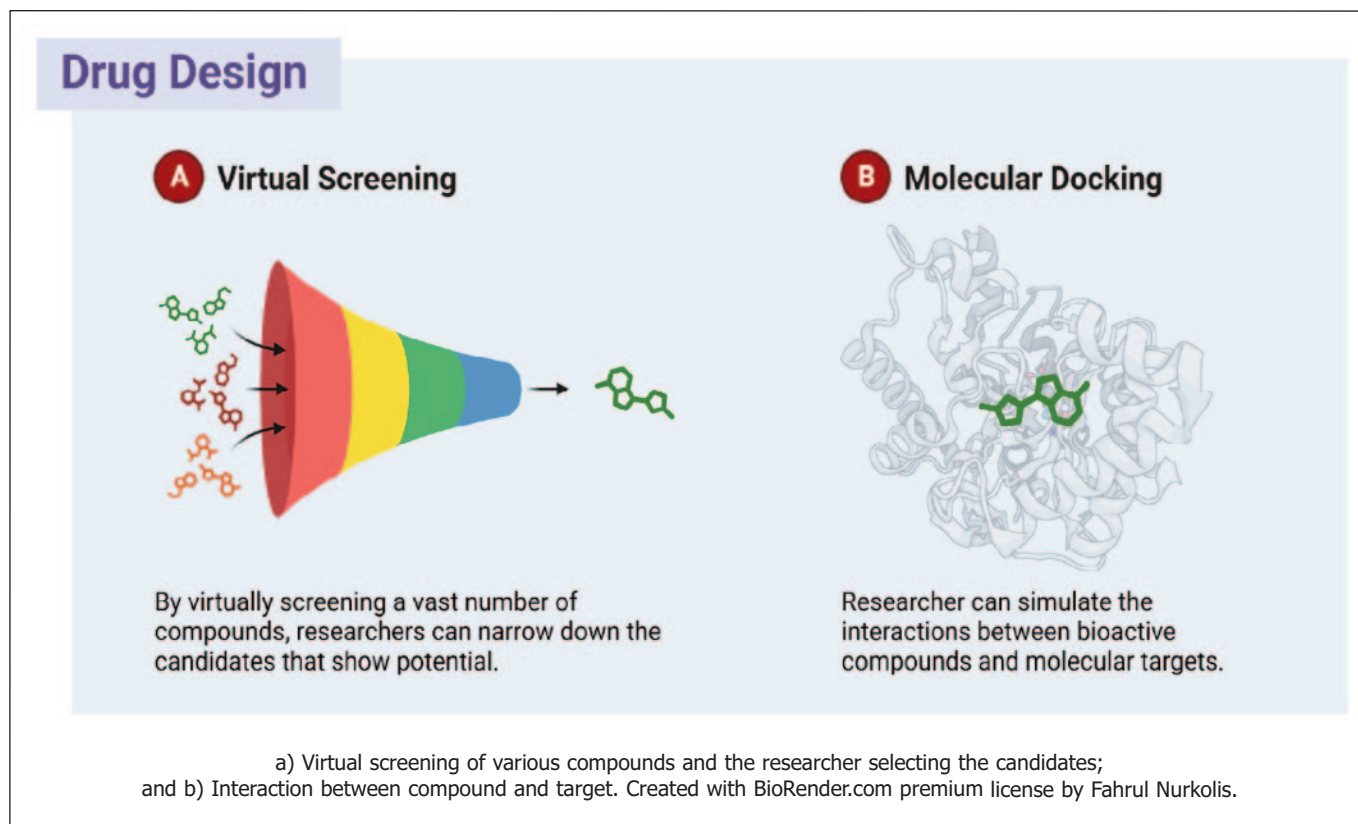 Drug Design
A Virtual Screening
By virtually screening a vast number of
compounds, researchers can narrow down the
candidates that show potential.
B Molecular Docking
Researcher can simulate the
interactions between bioactive
compounds and molecular targets.
a) Virtual screening of various compounds and the researcher selecting the candidates;
and b) Interaction between compound and target. Created with BioRender.com premium license by Fahrul Nurkolis.